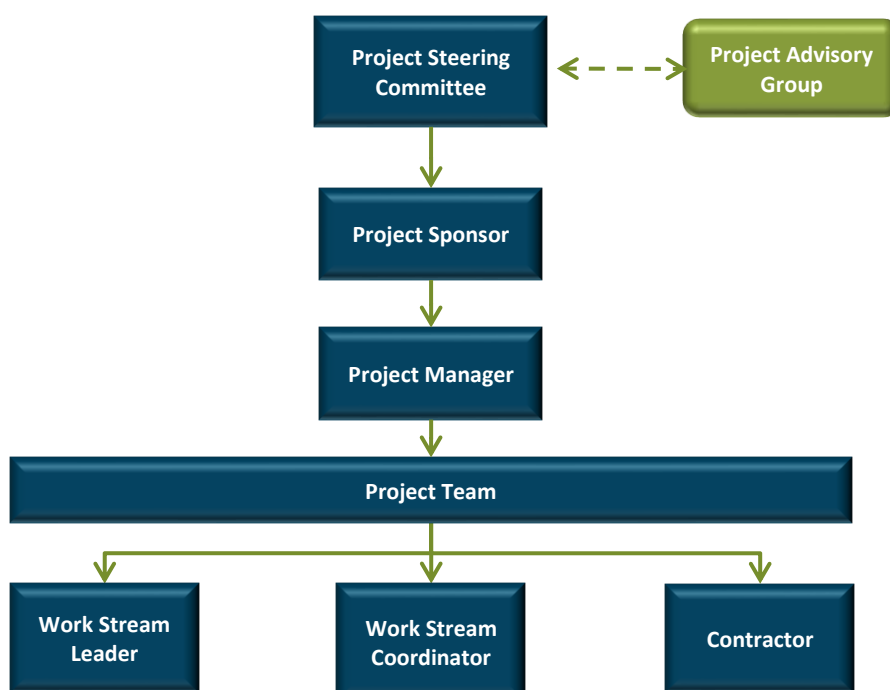 Project Steering
Committee
Project Advisory
Group
Project Sponsor
Project Manager
Project Team
Work Stream
Leader
Work Stream
Coordinator
Contractor